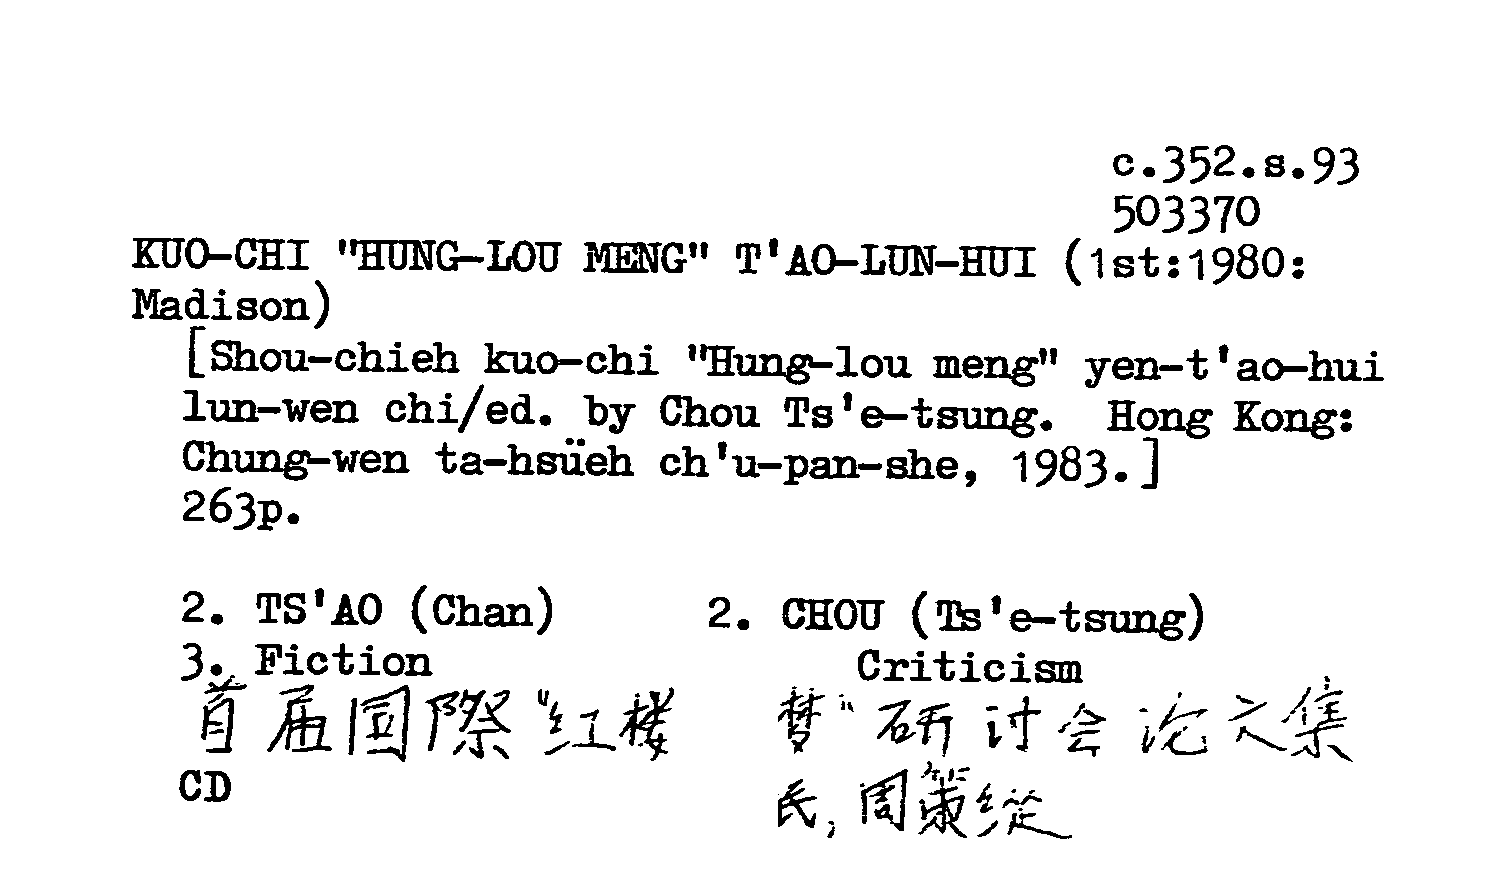 c.352.s.93
503370
KUO-CHI "HUNG-LOU MENG" T'AO-LUN-HUI (1st:1980:
Madison)
[Shou-chieh kuo-chi "Hung-lou meng" yen-t'ao-hui
lun-wen chi/ed. by Chou Ts'e-tsung. Hong Kong:
Chung-wen ta-hsüeh ch'u-pan-she, 1983.]
263p.
2. TS'AO (Chan) 2. CHOU (Ts'e-tsung)
3. Fiction Criticism
首届国際"红楼 梦"研讨会论文集
CD 民, 周策縱